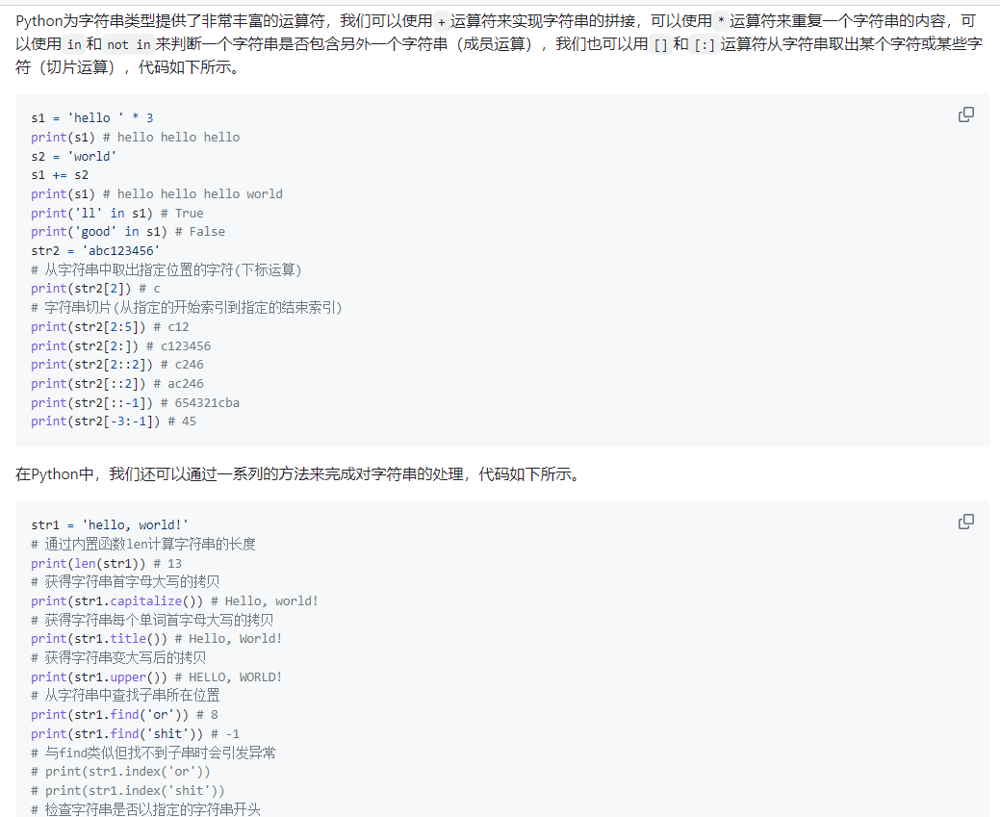 Python为字符串类型提供了非常丰富的运算符，我们可以使用 + 运算符来实现字符串的拼接，可以使用 * 运算符来重复一个字符串的内容，可
以使用 in 和 not in 来判断一个字符串是否包含另外一个字符串（成员运算），我们也可以用 [] 和 [:] 运算符从字符串取出某个字符或某些字
符（切片运算），代码如下所示。
s1 = 'hello ' * 3
print(s1) # hello hello hello
s2 = 'world'
s1 += s2
print(s1) # hello hello hello world
print('ll' in s1) # True
print('good' in s1) # False
str2 = 'abc123456'
# 从字符串中取出指定位置的字符(下标运算)
print(str2[2]) # c
# 字符串切片(从指定的开始索引到指定的结束索引)
print(str2[2:5]) # c12
print(str2[2:]) # c123456
print(str2[2::2]) # c246
print(str2[::2]) # ac246
print(str2[::-1]) # 654321cba
print(str2[-3:-1]) # 45
在Python中，我们还可以通过一系列的方法来完成对字符串的处理，代码如下所示。
str1 = 'hello, world!'
# 通过内置函数len计算字符串的长度
print(len(str1)) # 13
# 获得字符串首字母大写的拷贝
print(str1.capitalize()) # Hello, world!
# 获得字符串每个单词首字母大写的拷贝
print(str1.title()) # Hello, World!
# 获得字符串变大写后的拷贝
print(str1.upper()) # HELLO, WORLD!
# 从字符串中查找子串所在位置
print(str1.find('or')) # 8
print(str1.find('shit')) # -1
# 与find类似但找不到子串时会引发异常
# print(str1.index('or'))
# print(str1.index('shit'))
# 检查字符串是否以指定的字符串开头